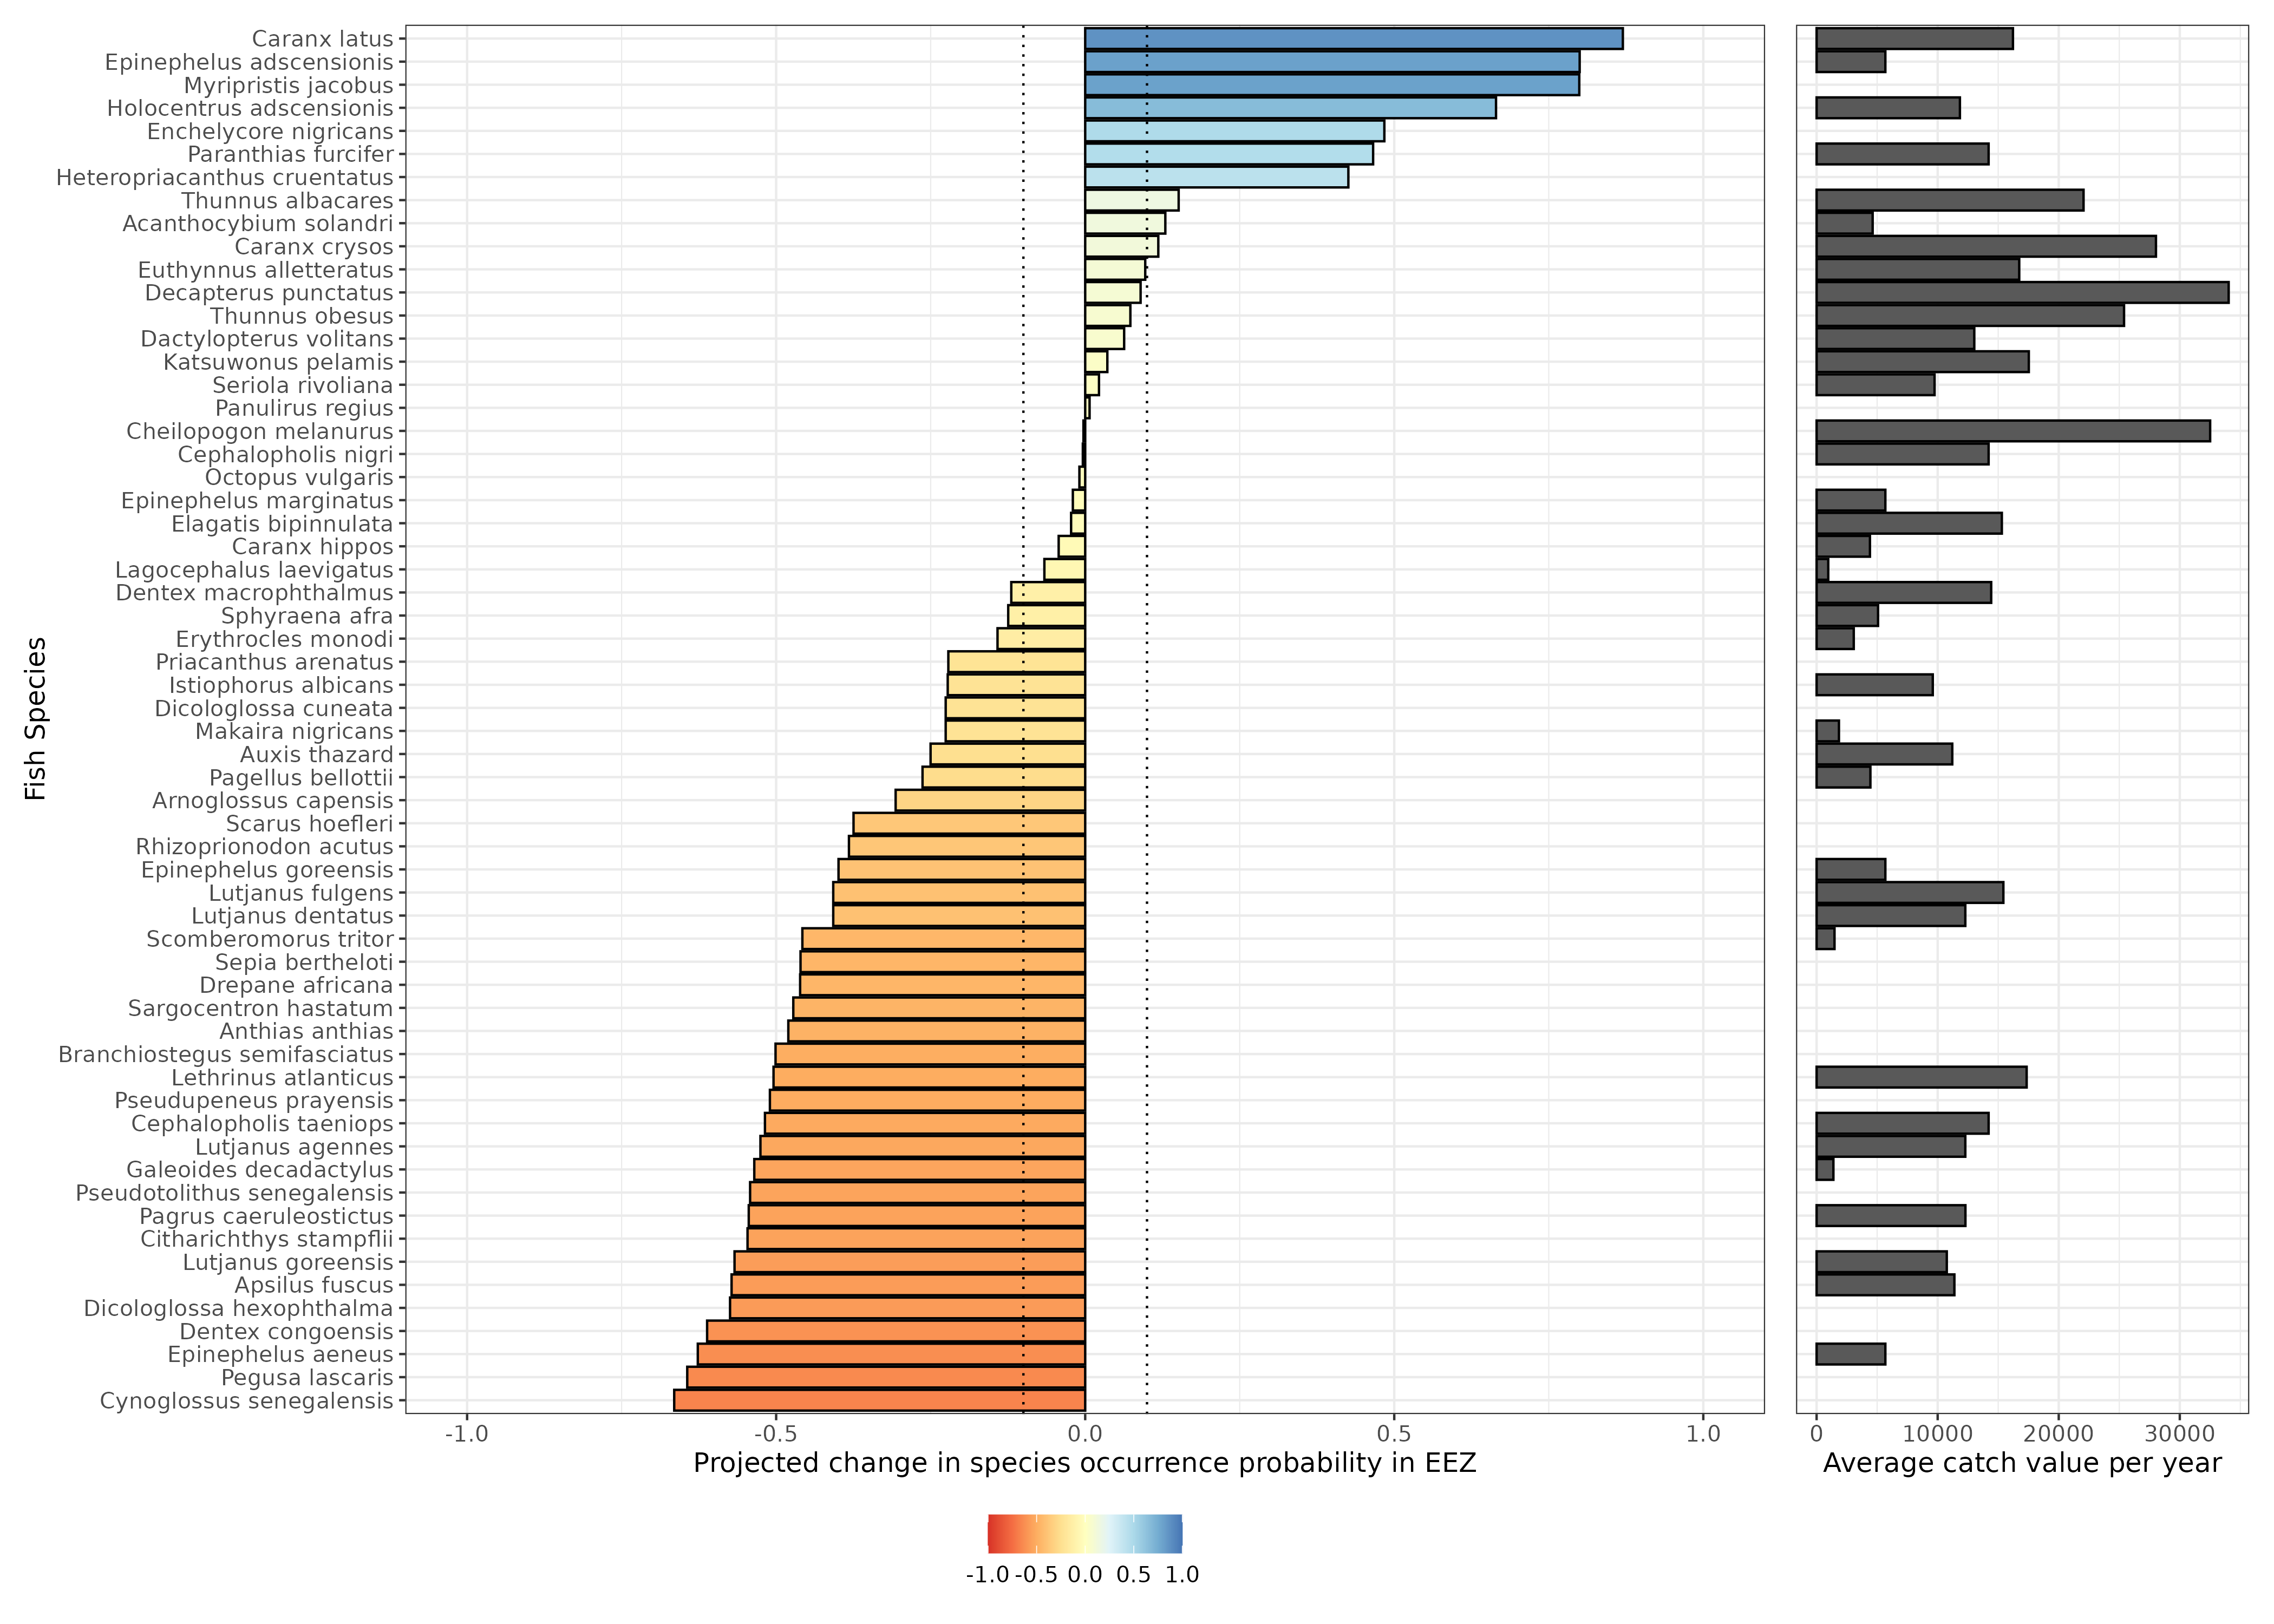 Fish Species
Caranx latus
Epinephelus adscensionis
Myripristis jacobus
Holocentrus adscensionis
Enchelycore nigricans
Paranthias furcifer
Heteropriacanthus cruentatus
Thunnus albacares
Acanthocybium solandri
Caranx crysos
Euthynnus alletteratus
Decapterus punctatus
Thunnus obesus
Dactylopterus volitans
Katsuwonus pelamis
Seriola rivoliana
Panulirus regius
Cheilopogon melanurus
Cephalopholis nigri
Octopus vulgaris
Epinephelus marginatus
Elagatis bipinnulata
Caranx hippos
Lagocephalus laevigatus
Dentex macrophthalmus
Sphyraena afra
Erythrocles monodi
Priacanthus arenatus
Istiophorus albicans
Dicologlossa cuneata
Makaira nigricans
Auxis thazard
Pagellus bellottii
Arnoglossus capensis
Scarus hoefleri
Rhizoprionodon acutus
Epinephelus goreensis
Lutjanus fulgens
Lutjanus dentatus
Scomberomorus tritor
Sepia bertheloti
Drepane africana
Sargocentron hastatum
Anthias anthias
Branchiostegus semifasciatus
Lethrinus atlanticus
Pseudupeneus prayensis
Cephalopholis taeniops
Lutjanus agennes
Galeoides decadactylus
Pseudotolithus senegalensis
Pagrus caeruleostictus
Citharichthys stampflii
Lutjanus goreensis
Apsilus fuscus
Dicologlossa hexophthalma
Dentex congoensis
Epinephelus aeneus
Pegusa lascaris
Cynoglossus senegalensis
-1.0 -0.5 0.0 0.5 1.0
Projected change in species occurrence probability in EEZ
0 10000 20000 30000
Average catch value per year
-1.0 -0.5 0.0 0.5 1.0